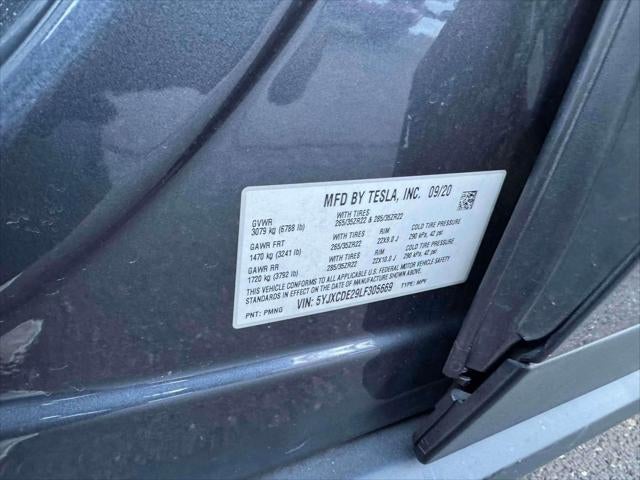 MFD BY TESLA, INC. 09/20
GVWR
3079 kg (6788 lb)
WITH TIRES
265/35ZR22 & 285/35ZR22
GAWR FRT
1470 kg (3241 lb)
WITH TIRES
265/35ZR22
RIM
22X9.0 J
COLD TIRE PRESSURE
290 kPa, 42 psi
GAWR RR
1720 kg (3792 lb)
WITH TIRES
285/35ZR22
RIM
22X10.0 J
COLD TIRE PRESSURE
290 kPa, 42 psi
THIS VEHICLE CONFORMS TO ALL APPLICABLE U.S. FEDERAL MOTOR VEHICLE SAFETY
STANDARDS IN EFFECT ON THE DATE OF MANUFACTURE SHOWN ABOVE.
VIN: 5YJXCDE29LF305669 TYPE: MPV
PNT: PMNG